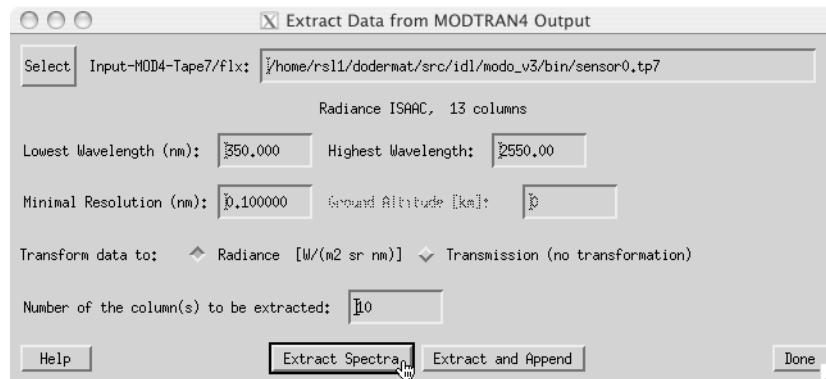 Extract Data from MODTRAN4 Output
Select Input-MOD4-Tape7/flx: /home/rsl1/dodermat/src/idl/modo_v3/bin/sensor0.tp7
Radiance ISAAC, 13 columns
Lowest Wavelength (nm): 350.000 Highest Wavelength: 2550.00
Minimal Resolution (nm): 0.100000 Ground Altitude [km]: 0
Transform data to: Radiance [W/(m2 sr nm)] Transmission (no transformation)
Number of the column(s) to be extracted: 10
Help Extract Spectra Extract and Append Done